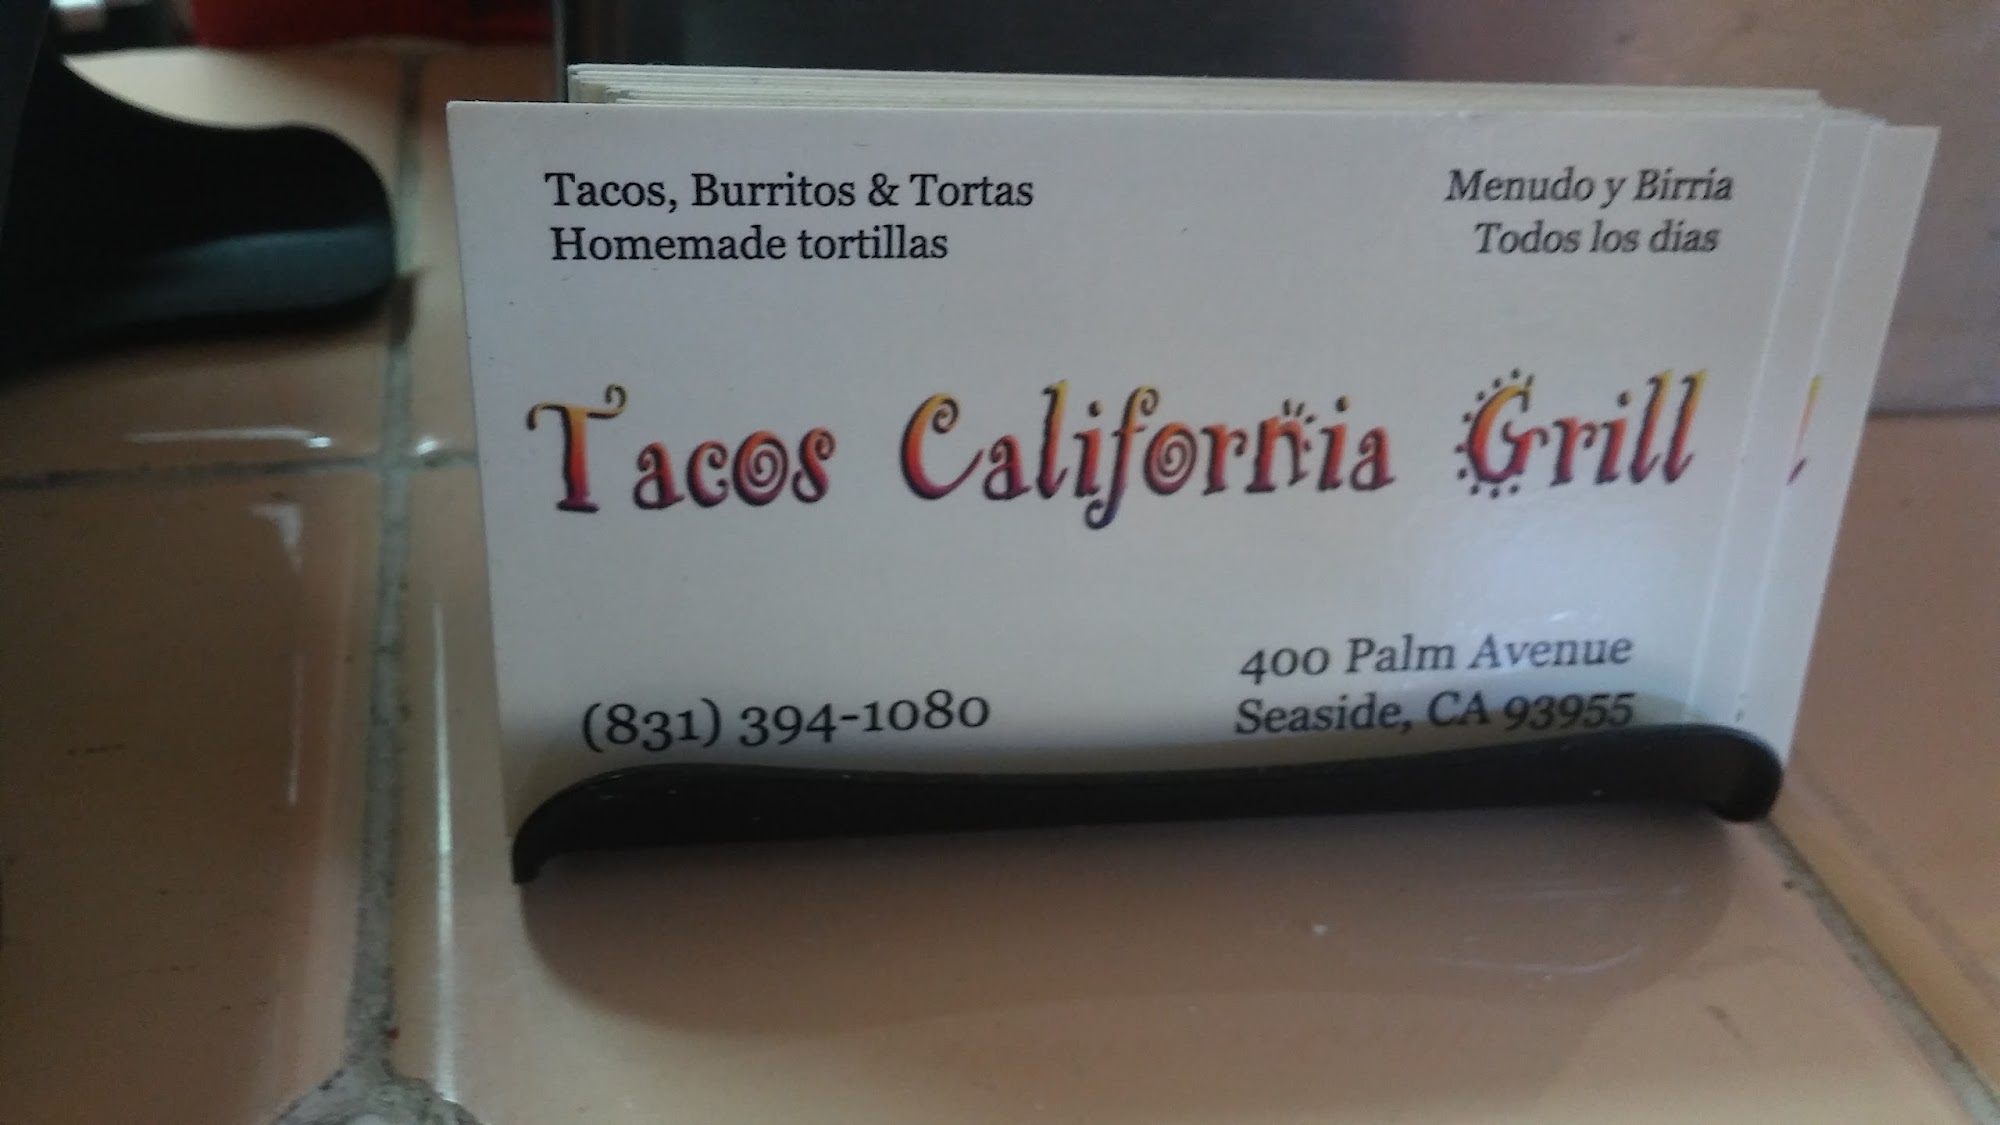 Tacos, Burritos & Tortas
Homemade tortillas
Menudo y Birria
Todos los dias
Tacos California Grill
(831) 394-1080
400 Palm Avenue
Seaside, CA 93955